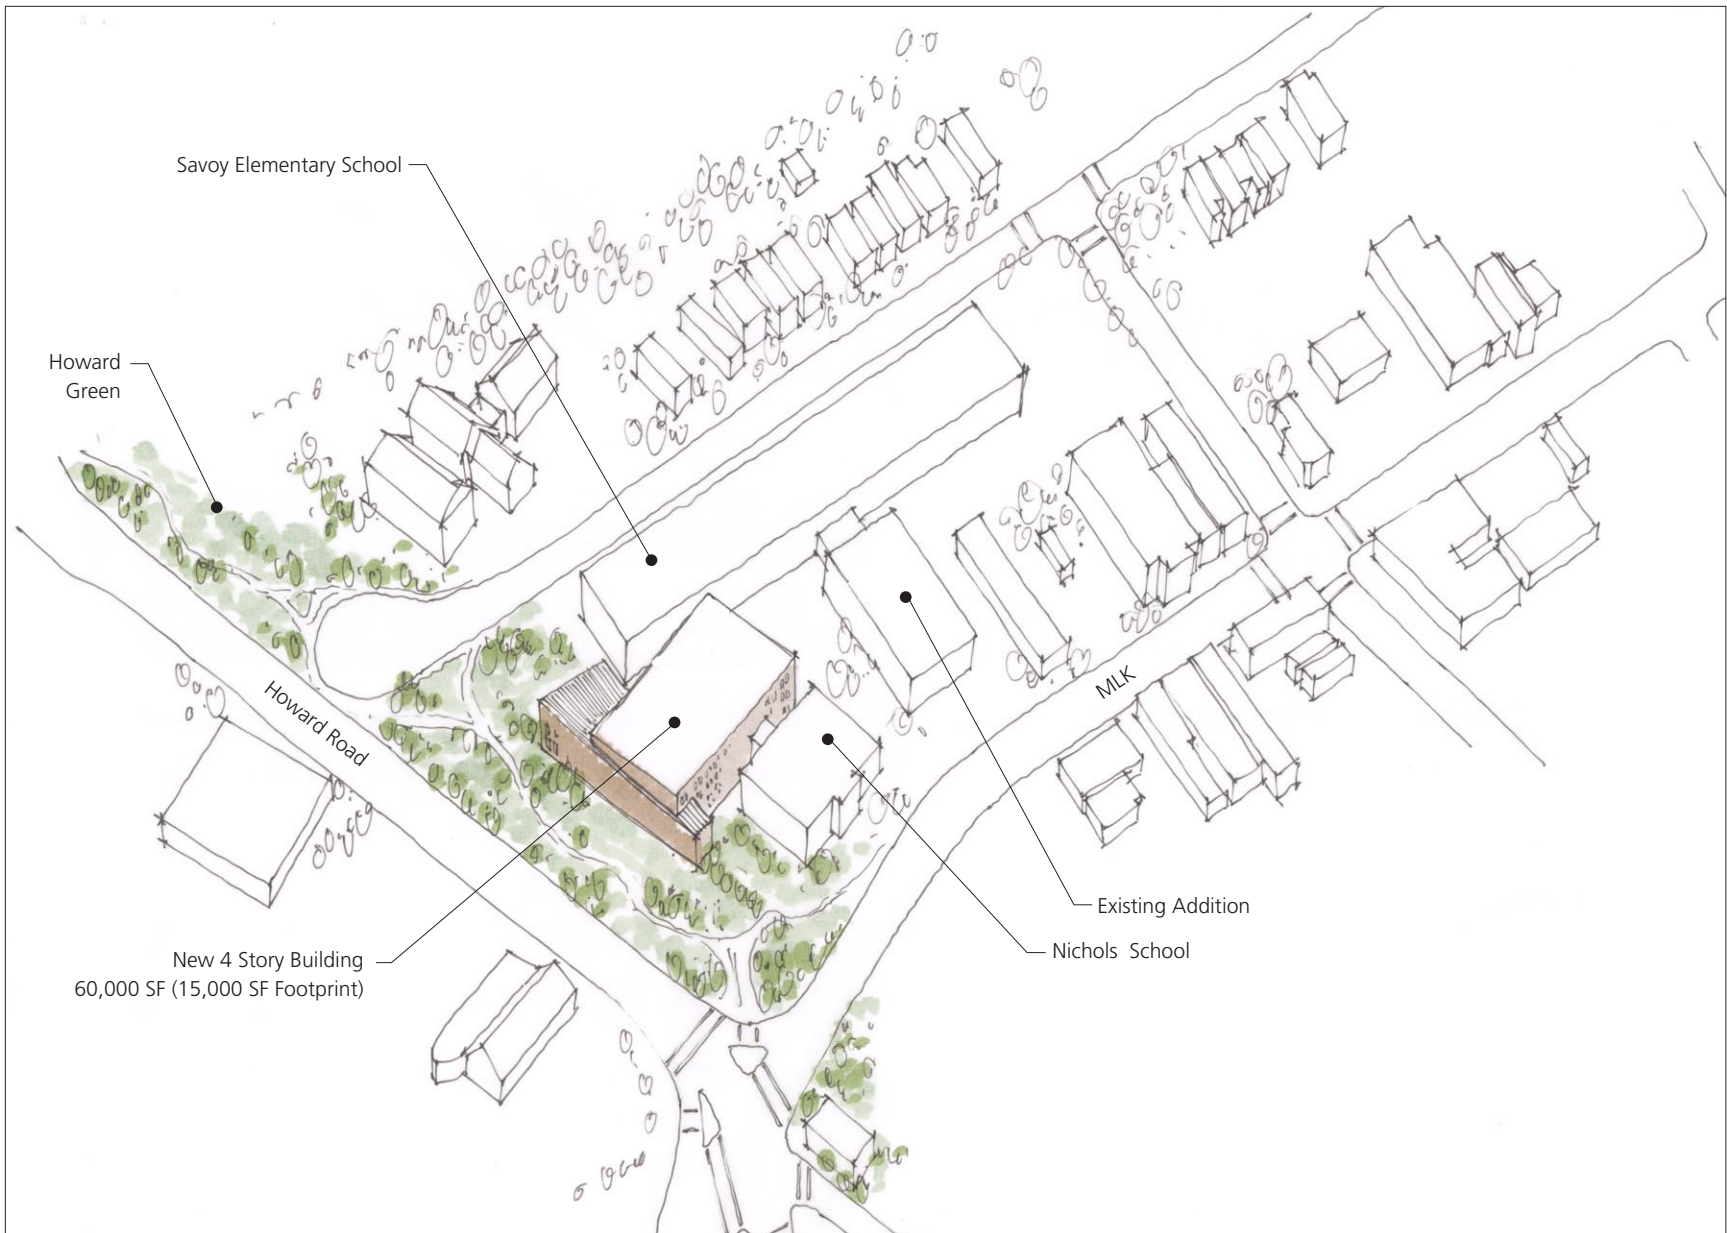 Savoy Elementary School
Howard
Green
Howard Road
MLK
Existing Addition
Nichols School
New 4 Story Building
60,000 SF (15,000 SF Footprint)